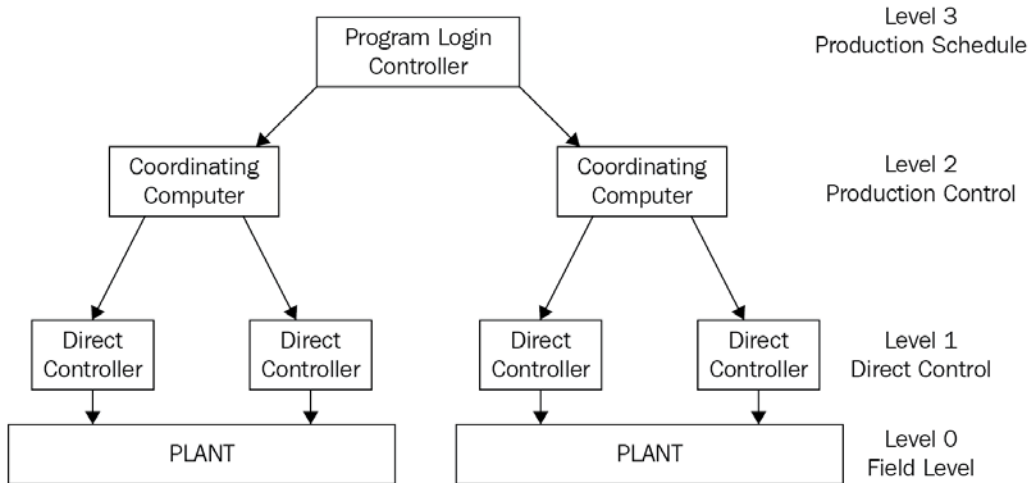 Program Login
Controller
Level 3
Production Schedule
Coordinating
Computer
Coordinating
Computer
Level 2
Production Control
Direct
Controller
Direct
Controller
Direct
Controller
Direct
Controller
Level 1
Direct Control
PLANT
PLANT
Level 0
Field Level